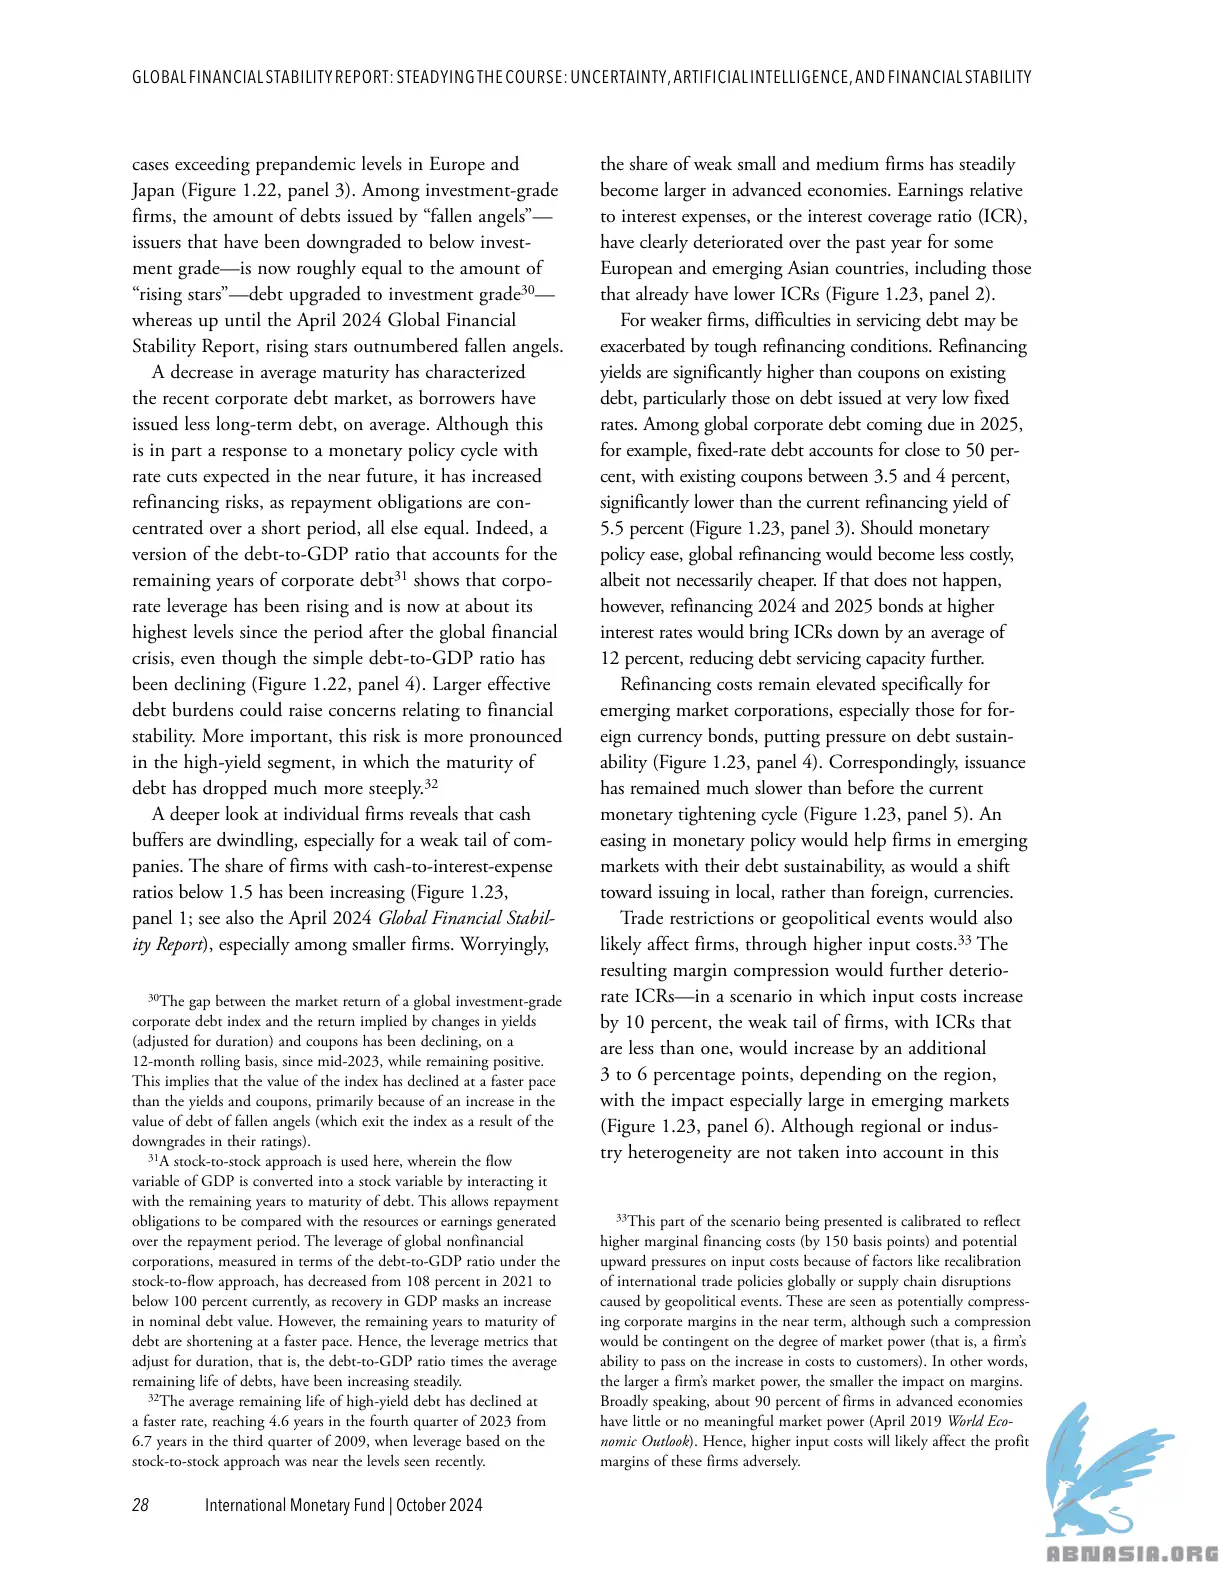 GLOBAL FINANCIAL STABILITY REPORT: STEADYING THE COURSE: UNCERTAINTY, ARTIFICIAL INTELLIGENCE, AND FINANCIAL STABILITY
cases exceeding prepandemic levels in Europe and
Japan (Figure 1.22, panel 3). Among investment-grade
firms, the amount of debts issued by “fallen angels”—
issuers that have been downgraded to below invest-
ment grade—is now roughly equal to the amount of
“rising stars”—debt upgraded to investment grade30—
whereas up until the April 2024 Global Financial
Stability Report, rising stars outnumbered fallen angels.
A decrease in average maturity has characterized
the recent corporate debt market, as borrowers have
issued less long-term debt, on average. Although this
is in part a response to a monetary policy cycle with
rate cuts expected in the near future, it has increased
refinancing risks, as repayment obligations are con-
centrated over a short period, all else equal. Indeed, a
version of the debt-to-GDP ratio that accounts for the
remaining years of corporate debt31 shows that corpo-
rate leverage has been rising and is now at about its
highest levels since the period after the global financial
crisis, even though the simple debt-to-GDP ratio has
been declining (Figure 1.22, panel 4). Larger effective
debt burdens could raise concerns relating to financial
stability. More important, this risk is more pronounced
in the high-yield segment, in which the maturity of
debt has dropped much more steeply.32
A deeper look at individual firms reveals that cash
buffers are dwindling, especially for a weak tail of com-
panies. The share of firms with cash-to-interest-expense
ratios below 1.5 has been increasing (Figure 1.23,
panel 1; see also the April 2024 Global Financial Stabil-
ity Report), especially among smaller firms. Worryingly,
30The gap between the market return of a global investment-grade
corporate debt index and the return implied by changes in yields
(adjusted for duration) and coupons has been declining, on a
12-month rolling basis, since mid-2023, while remaining positive.
This implies that the value of the index has declined at a faster pace
than the yields and coupons, primarily because of an increase in the
value of debt of fallen angels (which exit the index as a result of the
downgrades in their ratings).
31A stock-to-stock approach is used here, wherein the flow
variable of GDP is converted into a stock variable by interacting it
with the remaining years to maturity of debt. This allows repayment
obligations to be compared with the resources or earnings generated
over the repayment period. The leverage of global nonfinancial
corporations, measured in terms of the debt-to-GDP ratio under the
stock-to-flow approach, has decreased from 108 percent in 2021 to
below 100 percent currently, as recovery in GDP masks an increase
in nominal debt value. However, the remaining years to maturity of
debt are shortening at a faster pace. Hence, the leverage metrics that
adjust for duration, that is, the debt-to-GDP ratio times the average
remaining life of debts, have been increasing steadily.
32The average remaining life of high-yield debt has declined at
a faster rate, reaching 4.6 years in the fourth quarter of 2023 from
6.7 years in the third quarter of 2009, when leverage based on the
stock-to-stock approach was near the levels seen recently.
the share of weak small and medium firms has steadily
become larger in advanced economies. Earnings relative
to interest expenses, or the interest coverage ratio (ICR),
have clearly deteriorated over the past year for some
European and emerging Asian countries, including those
that already have lower ICRs (Figure 1.23, panel 2).
For weaker firms, difficulties in servicing debt may be
exacerbated by tough refinancing conditions. Refinancing
yields are significantly higher than coupons on existing
debt, particularly those on debt issued at very low fixed
rates. Among global corporate debt coming due in 2025,
for example, fixed-rate debt accounts for close to 50 per-
cent, with existing coupons between 3.5 and 4 percent,
significantly lower than the current refinancing yield of
5.5 percent (Figure 1.23, panel 3). Should monetary
policy ease, global refinancing would become less costly,
albeit not necessarily cheaper. If that does not happen,
however, refinancing 2024 and 2025 bonds at higher
interest rates would bring ICRs down by an average of
12 percent, reducing debt servicing capacity further.
Refinancing costs remain elevated specifically for
emerging market corporations, especially those for for-
eign currency bonds, putting pressure on debt sustain-
ability (Figure 1.23, panel 4). Correspondingly, issuance
has remained much slower than before the current
monetary tightening cycle (Figure 1.23, panel 5). An
easing in monetary policy would help firms in emerging
markets with their debt sustainability, as would a shift
toward issuing in local, rather than foreign, currencies.
Trade restrictions or geopolitical events would also
likely affect firms, through higher input costs.33 The
resulting margin compression would further deterio-
rate ICRs—in a scenario in which input costs increase
by 10 percent, the weak tail of firms, with ICRs that
are less than one, would increase by an additional
3 to 6 percentage points, depending on the region,
with the impact especially large in emerging markets
(Figure 1.23, panel 6). Although regional or indus-
try heterogeneity are not taken into account in this
33This part of the scenario being presented is calibrated to reflect
higher marginal financing costs (by 150 basis points) and potential
upward pressures on input costs because of factors like recalibration
of international trade policies globally or supply chain disruptions
caused by geopolitical events. These are seen as potentially compress-
ing corporate margins in the near term, although such a compression
would be contingent on the degree of market power (that is, a firm’s
ability to pass on the increase in costs to customers). In other words,
the larger a firm’s market power, the smaller the impact on margins.
Broadly speaking, about 90 percent of firms in advanced economies
have little or no meaningful market power (April 2019 World Eco-
nomic Outlook). Hence, higher input costs will likely affect the profit
margins of these firms adversely.
28 International Monetary Fund | October 2024
ABNASIA.ORG